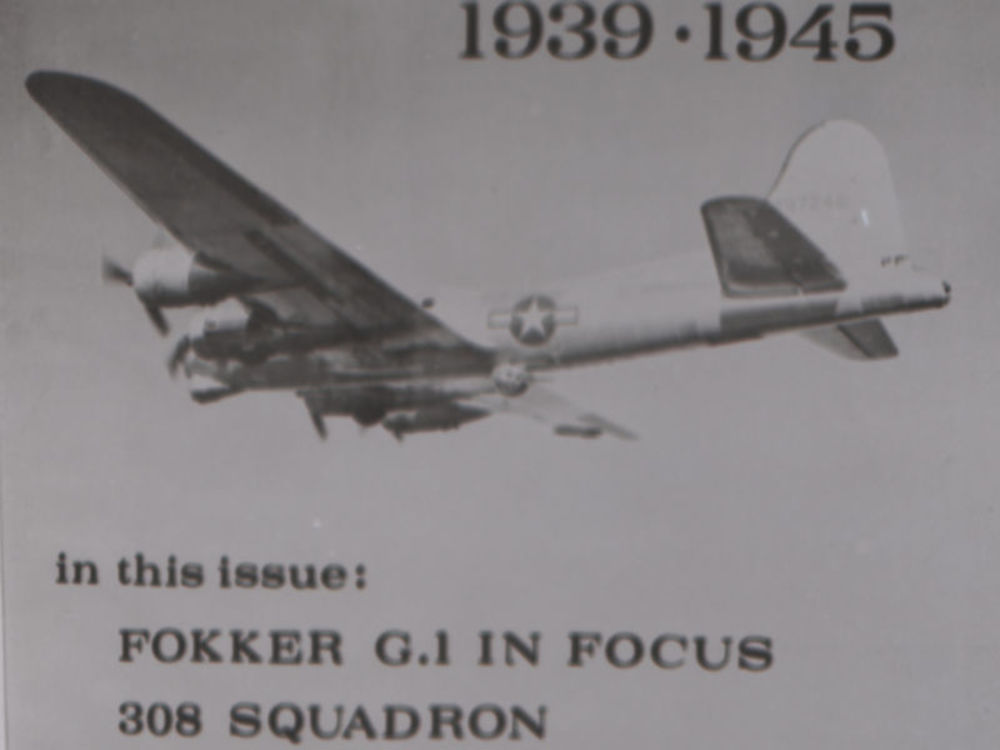 1939·1945
in this issue:
FOKKER G.1 IN FOCUS
308 SQUADRON